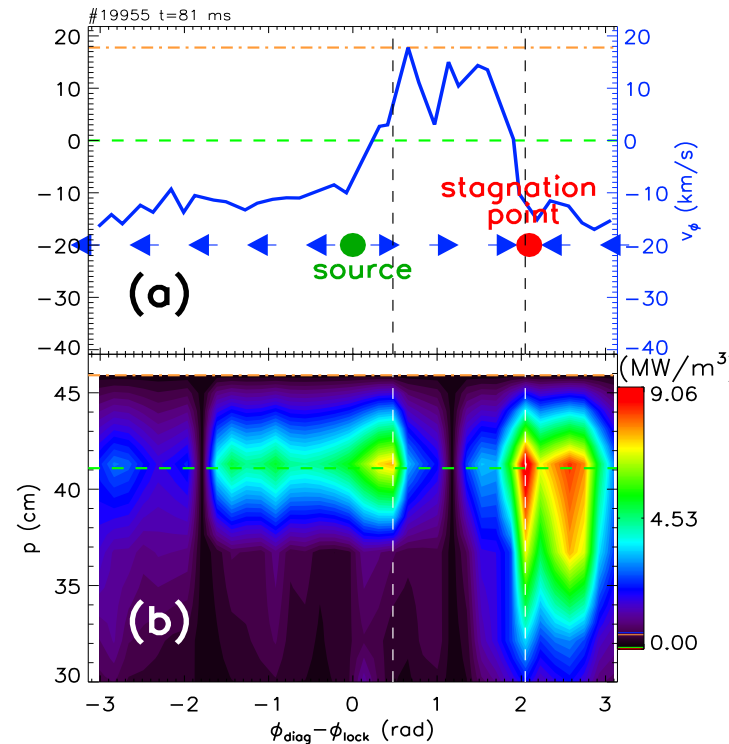 #19955 t=81 ms
20 20
10 10
0 0
−10 −10
−20 −20
−30 −30
−40 −40
v_ϕ (km/s)
stagnation
point
source
(a)
(MW/m³
9.06
4.53
0.00
45
40
35
30
p (cm)
(b)
−3 −2 −1 0 1 2 3
ϕ_diag−ϕ_lock (rad)